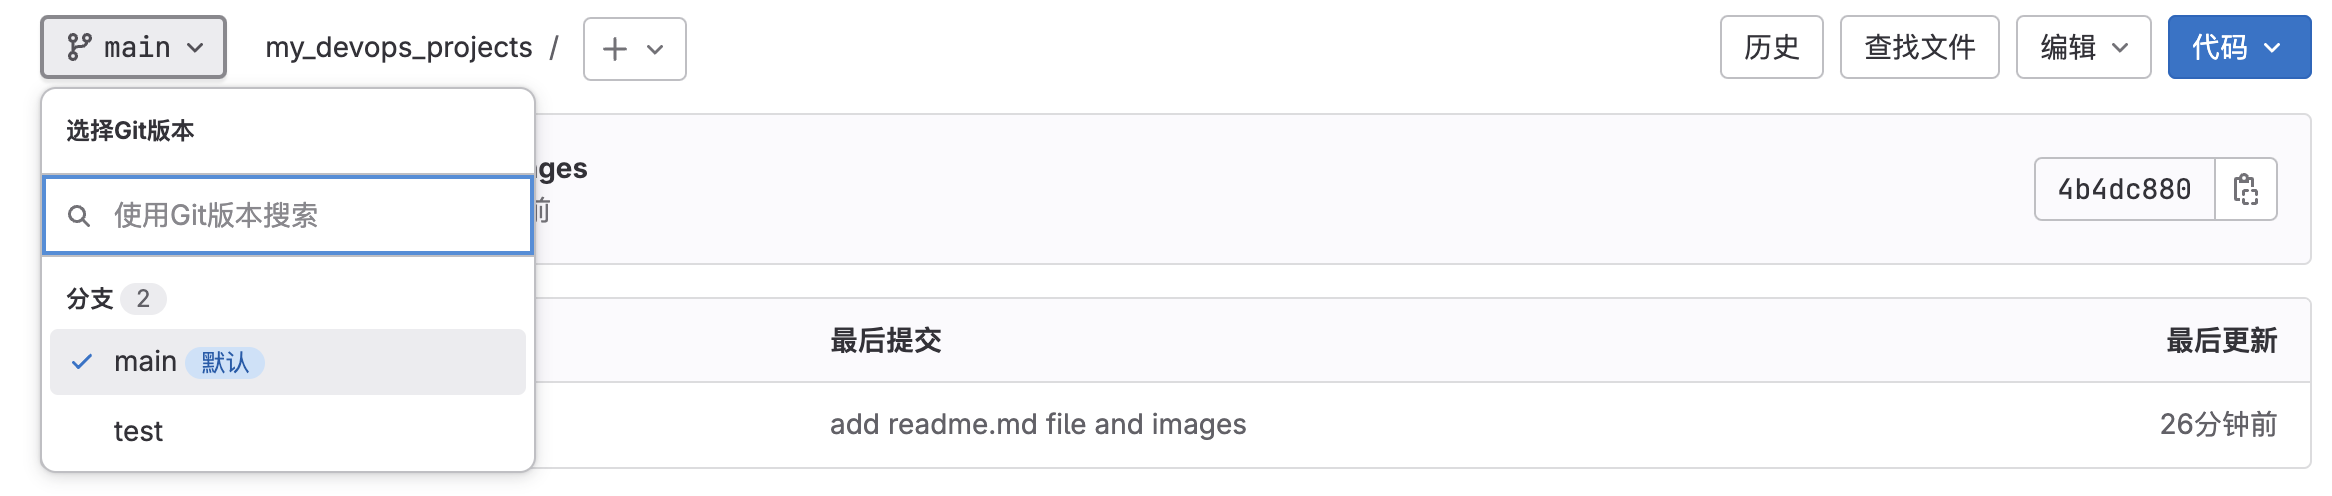 main
my_devops_projects /
历史
查找文件
编辑
代码
选择Git版本
ges
前
4b4dc880
使用Git版本搜索
分支 2
最后提交
最后更新
main 默认
add readme.md file and images
26分钟前
test